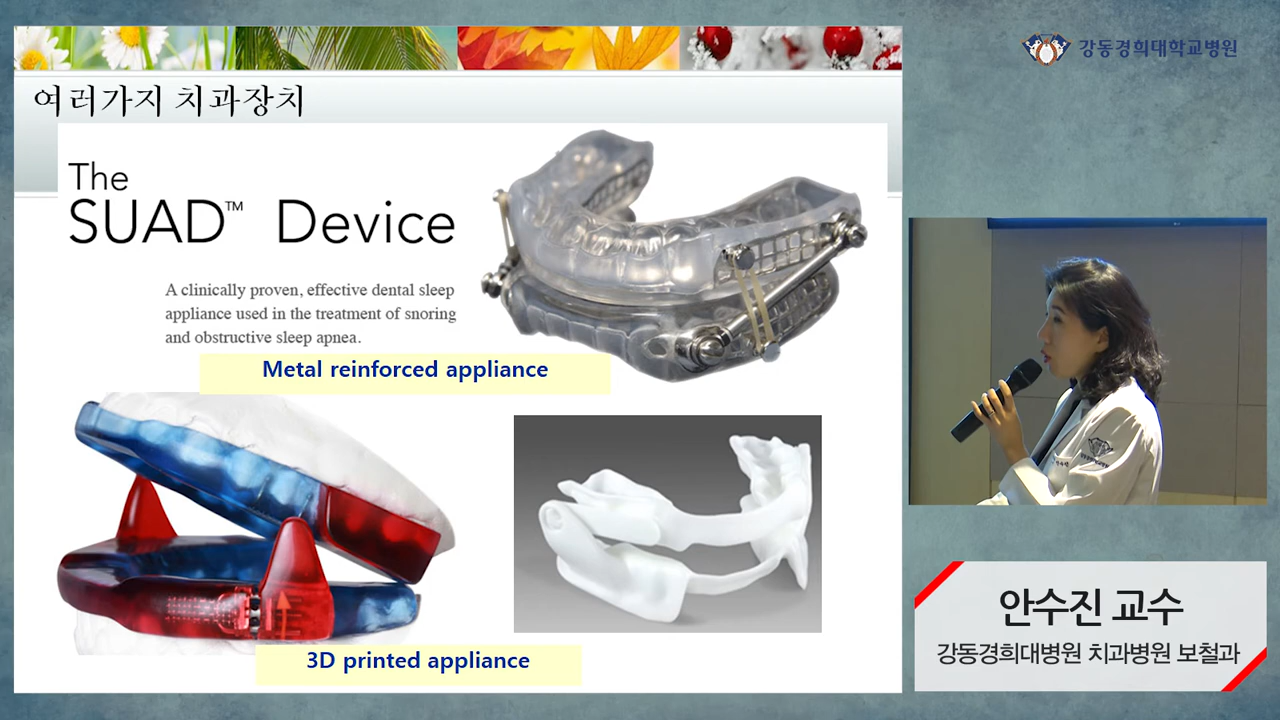 강동경희대학교병원
여러가지 치과장치
The
SUAD™ Device
A clinically proven, effective dental sleep
appliance used in the treatment of snoring
and obstructive sleep apnea.
Metal reinforced appliance
3D printed appliance
안수진 교수
강동경희대병원 치과병원 보철과